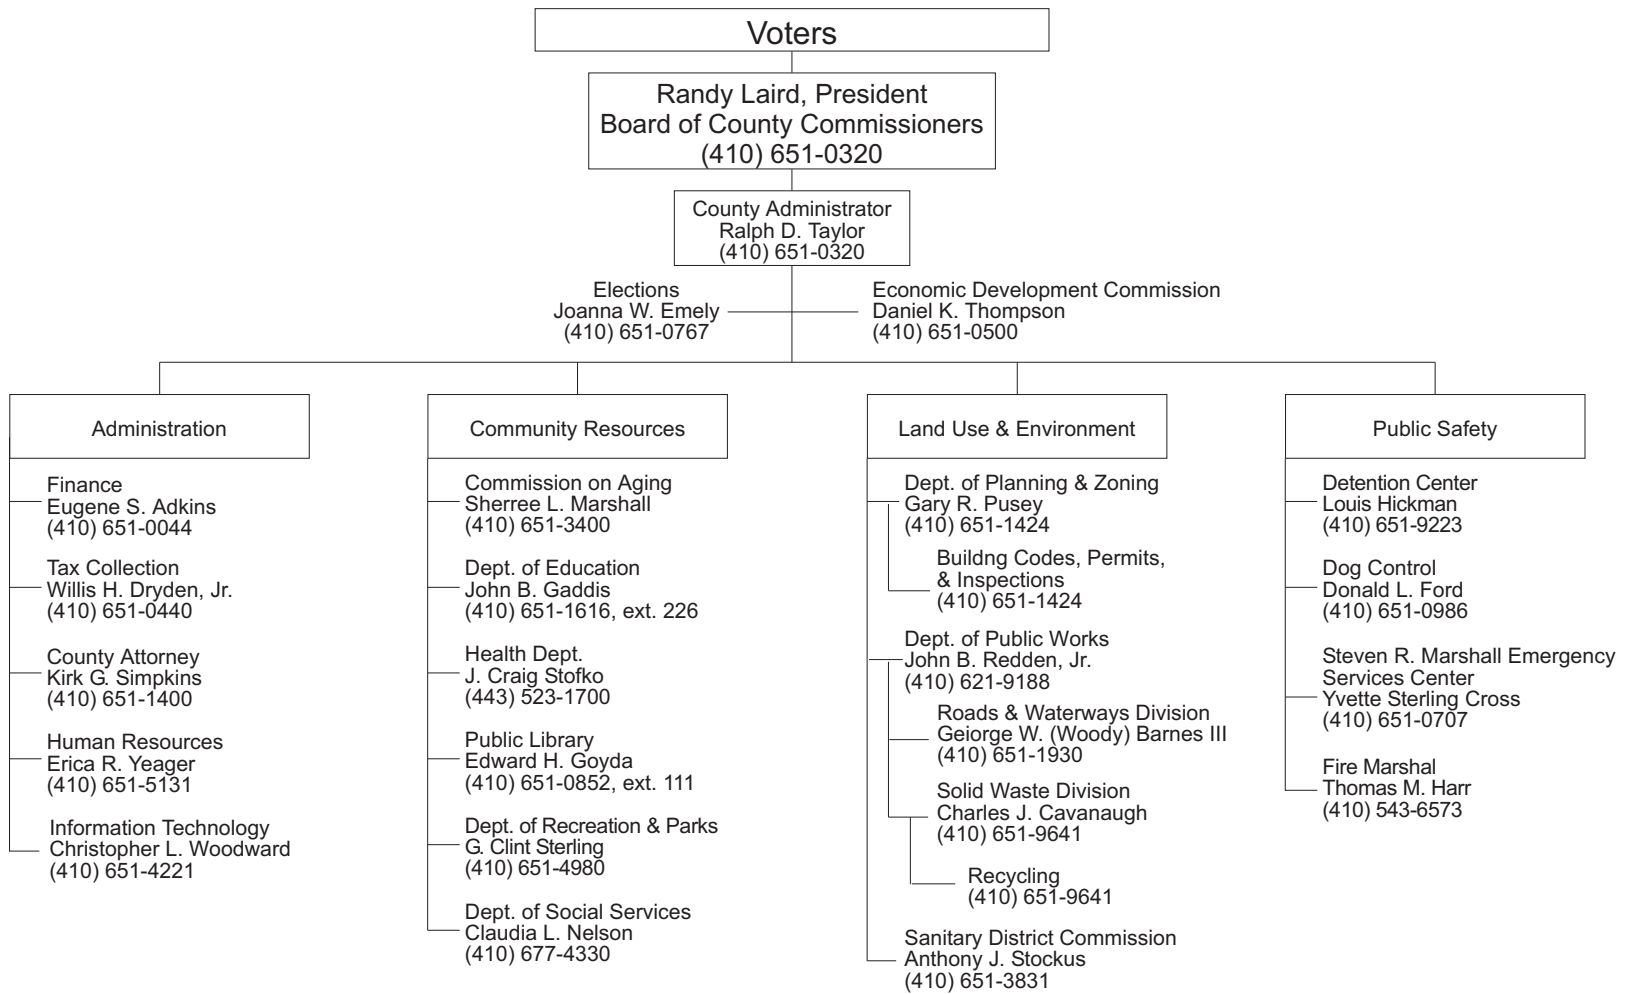 Voters
Randy Laird, President
Board of County Commissioners
(410) 651-0320
County Administrator
Ralph D. Taylor
(410) 651-0320
Elections
Joanna W. Emely
(410) 651-0767
Economic Development Commission
Daniel K. Thompson
(410) 651-0500
Administration
Finance
Eugene S. Adkins
(410) 651-0044
Tax Collection
Willis H. Dryden, Jr.
(410) 651-0440
County Attorney
Kirk G. Simpkins
(410) 651-1400
Human Resources
Erica R. Yeager
(410) 651-5131
Information Technology
Christopher L. Woodward
(410) 651-4221
Community Resources
Commission on Aging
Sherree L. Marshall
(410) 651-3400
Dept. of Education
John B. Gaddis
(410) 651-1616, ext. 226
Health Dept.
J. Craig Stofko
(443) 523-1700
Public Library
Edward H. Goyda
(410) 651-0852, ext. 111
Dept. of Recreation & Parks
G. Clint Sterling
(410) 651-4980
Dept. of Social Services
Claudia L. Nelson
(410) 677-4330
Land Use & Environment
Dept. of Planning & Zoning
Gary R. Pusey
(410) 651-1424
Buildng Codes, Permits,
& Inspections
(410) 651-1424
Dept. of Public Works
John B. Redden, Jr.
(410) 621-9188
Roads & Waterways Division
Geiorge W. (Woody) Barnes III
(410) 651-1930
Solid Waste Division
Charles J. Cavanaugh
(410) 651-9641
Recycling
(410) 651-9641
Sanitary District Commission
Anthony J. Stockus
(410) 651-3831
Public Safety
Detention Center
Louis Hickman
(410) 651-9223
Dog Control
Donald L. Ford
(410) 651-0986
Steven R. Marshall Emergency
Services Center
Yvette Sterling Cross
(410) 651-0707
Fire Marshal
Thomas M. Harr
(410) 543-6573